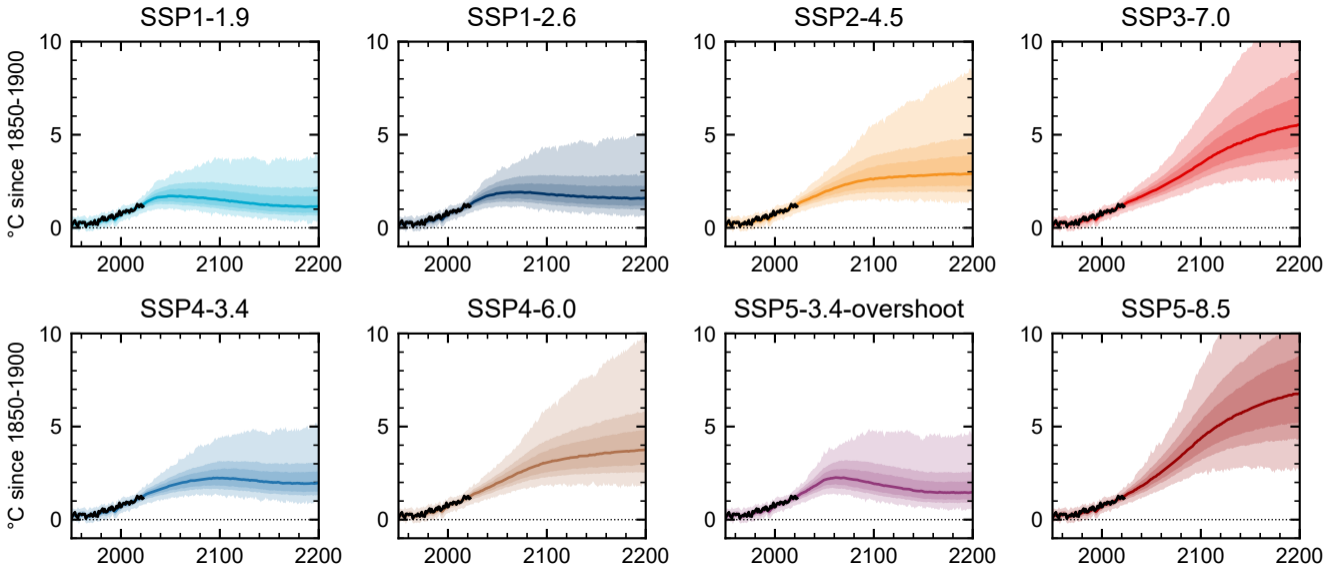 SSP1-1.9 SSP1-2.6 SSP2-4.5 SSP3-7.0
°C since 1850-1900
10 10 10 10
5 5 5 5
0 0 0 0
2000 2100 2200 2000 2100 2200 2000 2100 2200 2000 2100 2200
SSP4-3.4 SSP4-6.0 SSP5-3.4-overshoot SSP5-8.5
°C since 1850-1900
10 10 10 10
5 5 5 5
0 0 0 0
2000 2100 2200 2000 2100 2200 2000 2100 2200 2000 2100 2200